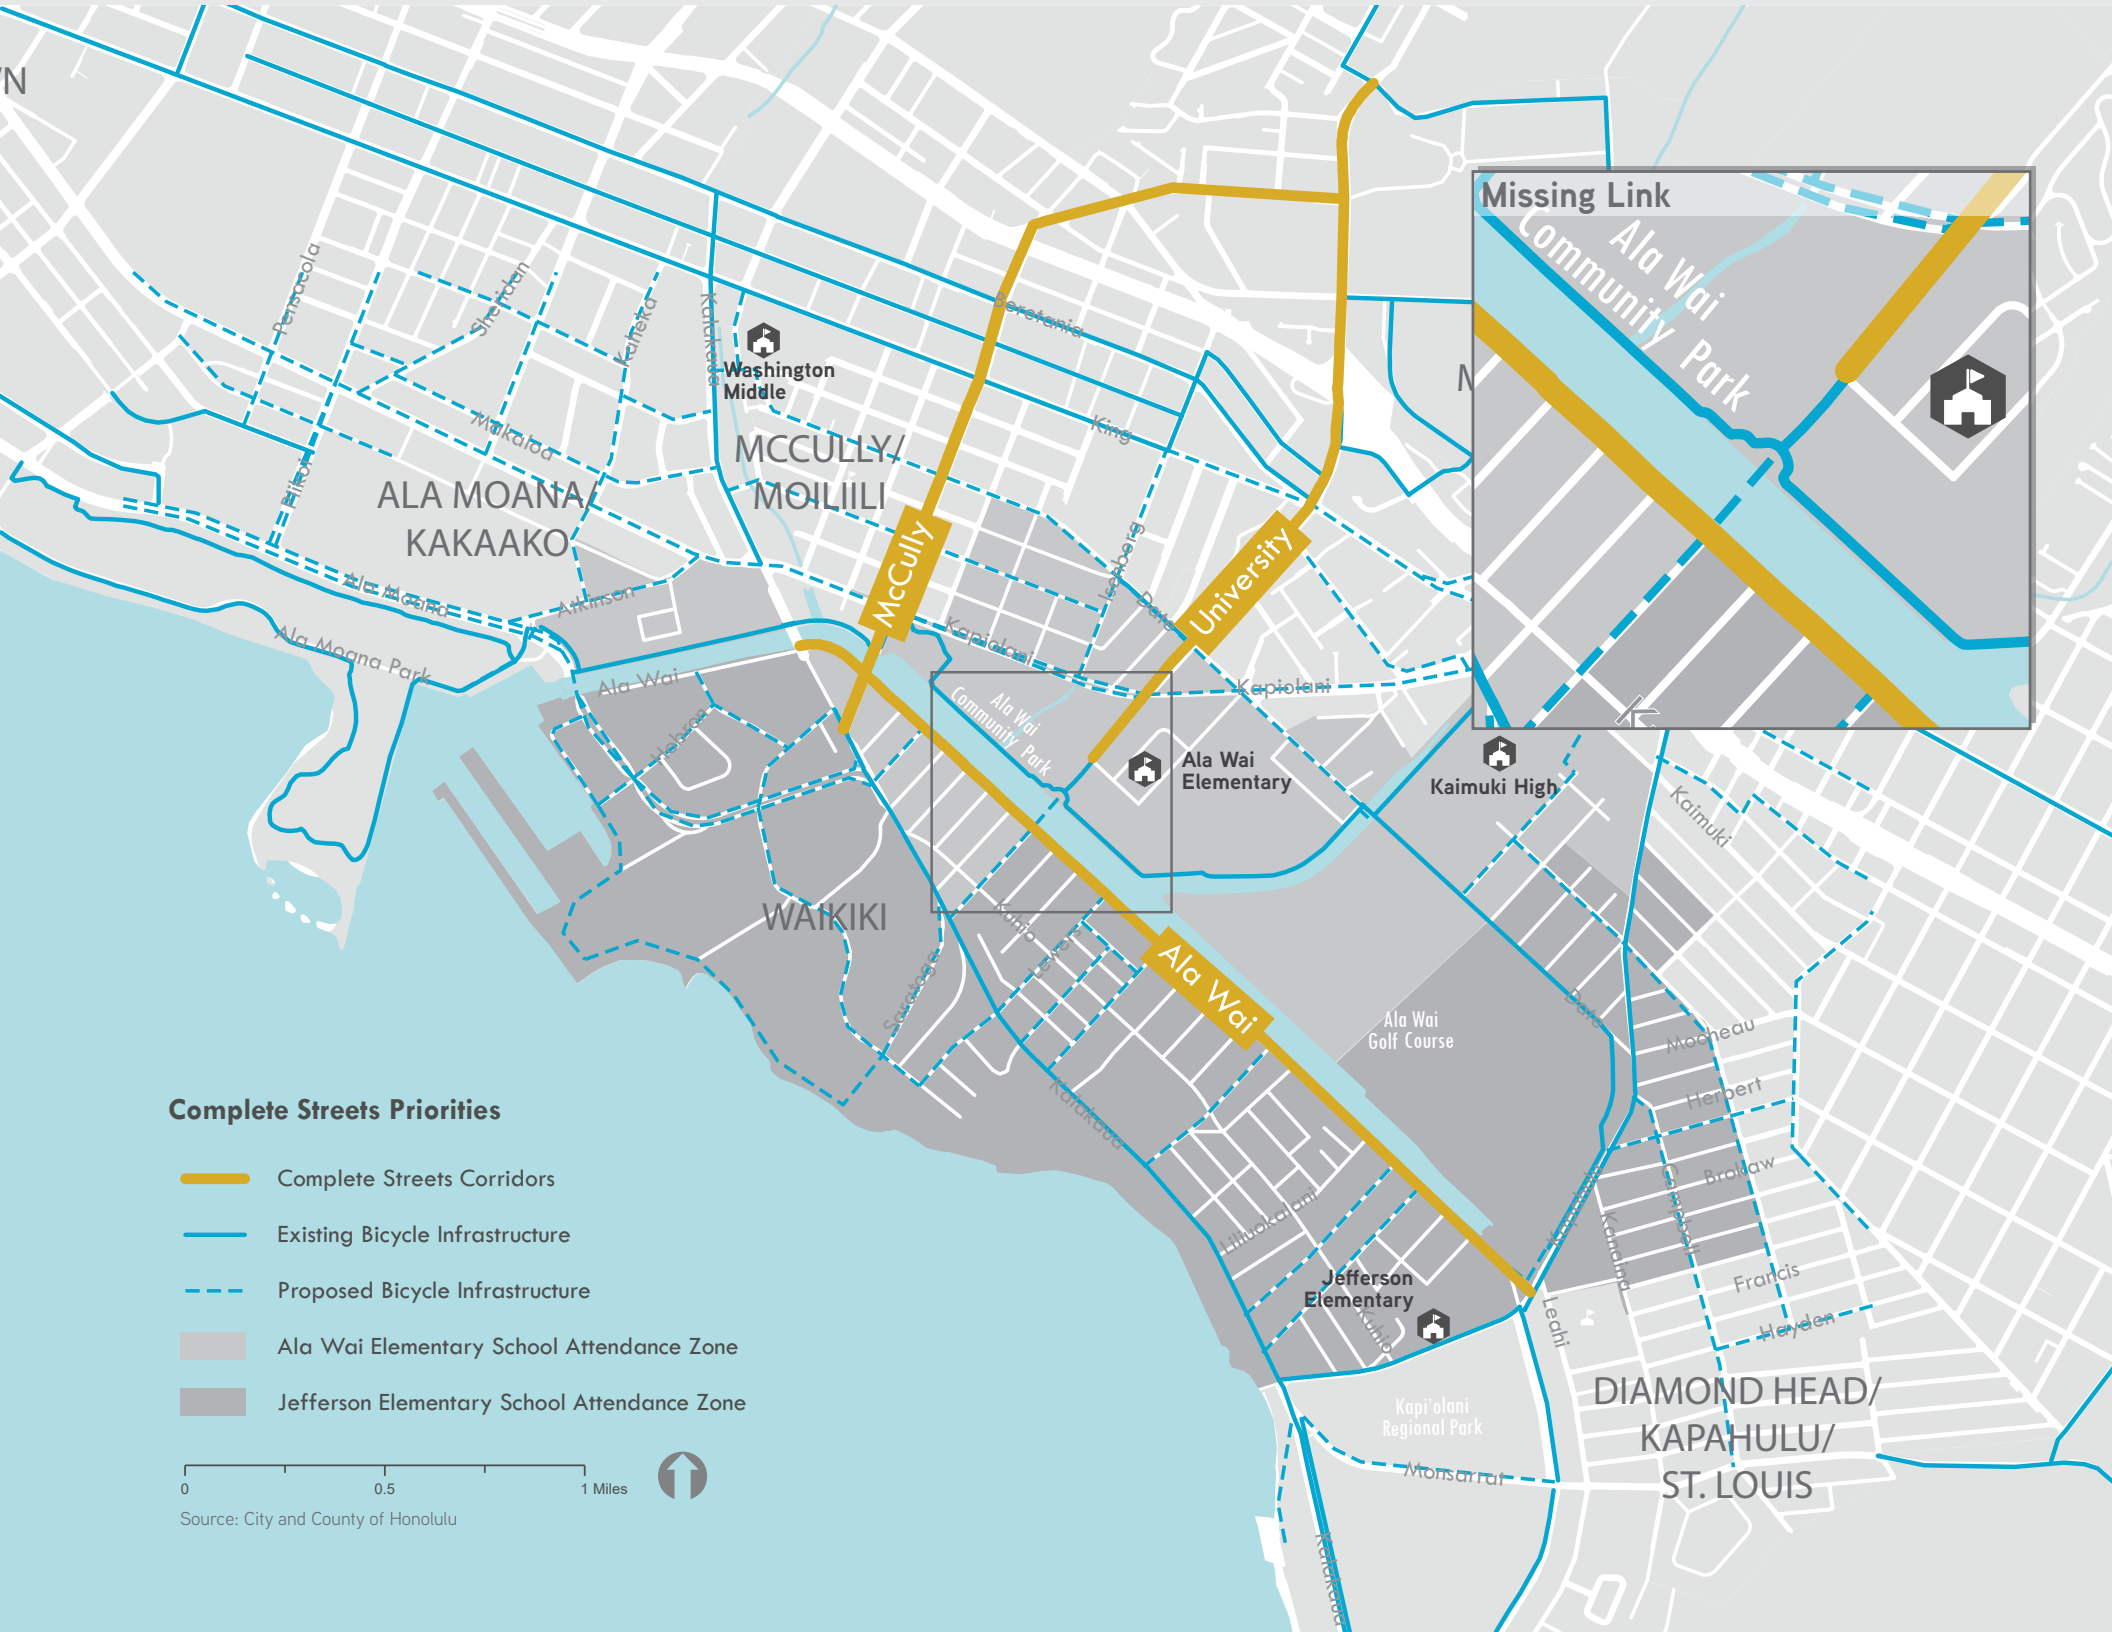 'N
Missing Link
Ala Wai
Community Park
Pensacola
Sheridan
Kaheka
Kalakaua
Beretania
Washington
Middle
King
Makaloa
MCCULLY/
MOILIILI
Piikoi
ALA MOANA/
KAKAAKO
McCully
Isenberg
University
Date
Ala Moana
Atkinson
Kapiolani
Ala Moana Park
Ala Wai
Kapiolani
Ala Wai
Community Park
Hobron
Ala Wai
Elementary
Kaimuki High
Kaimuki
WAIKIKI
Kuhio
Lewers
Saratoga
Ala Wai
Date
Ala Wai
Golf Course
Mooheau
Herbert
Kalakaua
Brokaw
Campbell
Kapahulu
Kanaina
Liliuokalani
Francis
Jefferson
Elementary
Kuhio
Leahi
Hayden
DIAMOND HEAD/
KAPAHULU/
ST. LOUIS
Kapi'olani
Regional Park
Monsarrat
Kalakaua
Complete Streets Priorities
Complete Streets Corridors
Existing Bicycle Infrastructure
Proposed Bicycle Infrastructure
Ala Wai Elementary School Attendance Zone
Jefferson Elementary School Attendance Zone
0 0.5 1 Miles
Source: City and County of Honolulu